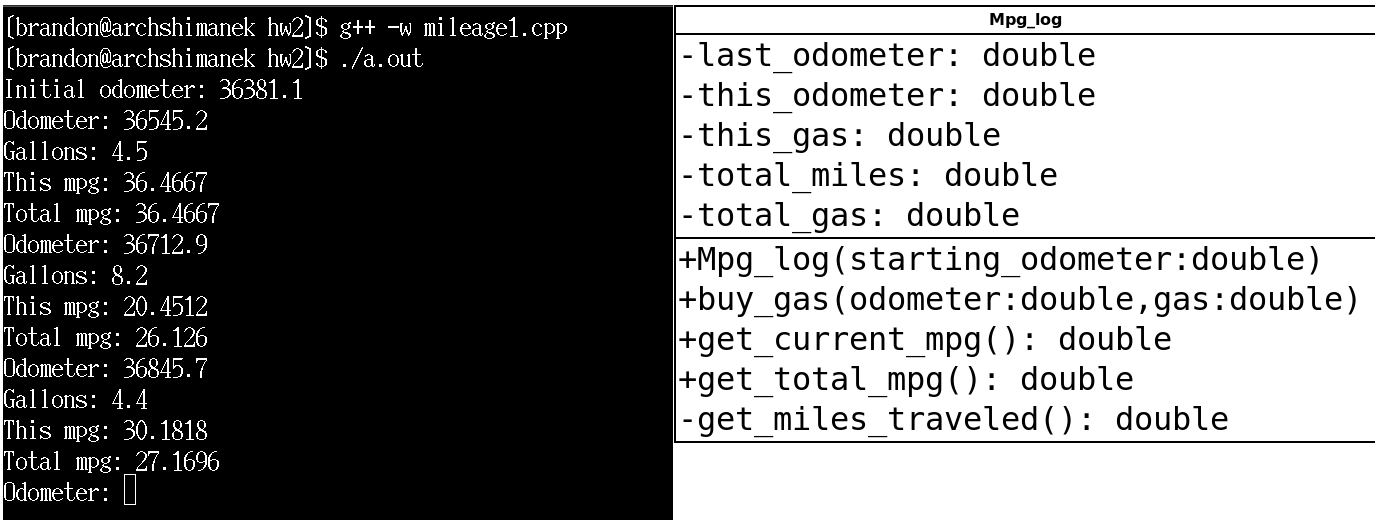 [brandon@archshimanek hw2]$ g++ -w mileage1.cpp
[brandon@archshimanek hw2]$ ./a.out
Initial odometer: 36381.1
Odometer: 36545.2
Gallons: 4.5
This mpg: 36.4667
Total mpg: 36.4667
Odometer: 36712.9
Gallons: 8.2
This mpg: 20.4512
Total mpg: 26.126
Odometer: 36845.7
Gallons: 4.4
This mpg: 30.1818
Total mpg: 27.1696
Odometer:
Mpg_log
-last_odometer: double
-this_odometer: double
-this_gas: double
-total_miles: double
-total_gas: double
+Mpg_log(starting_odometer:double)
+buy_gas(odometer:double,gas:double)
+get_current_mpg(): double
+get_total_mpg(): double
-get_miles_traveled(): double